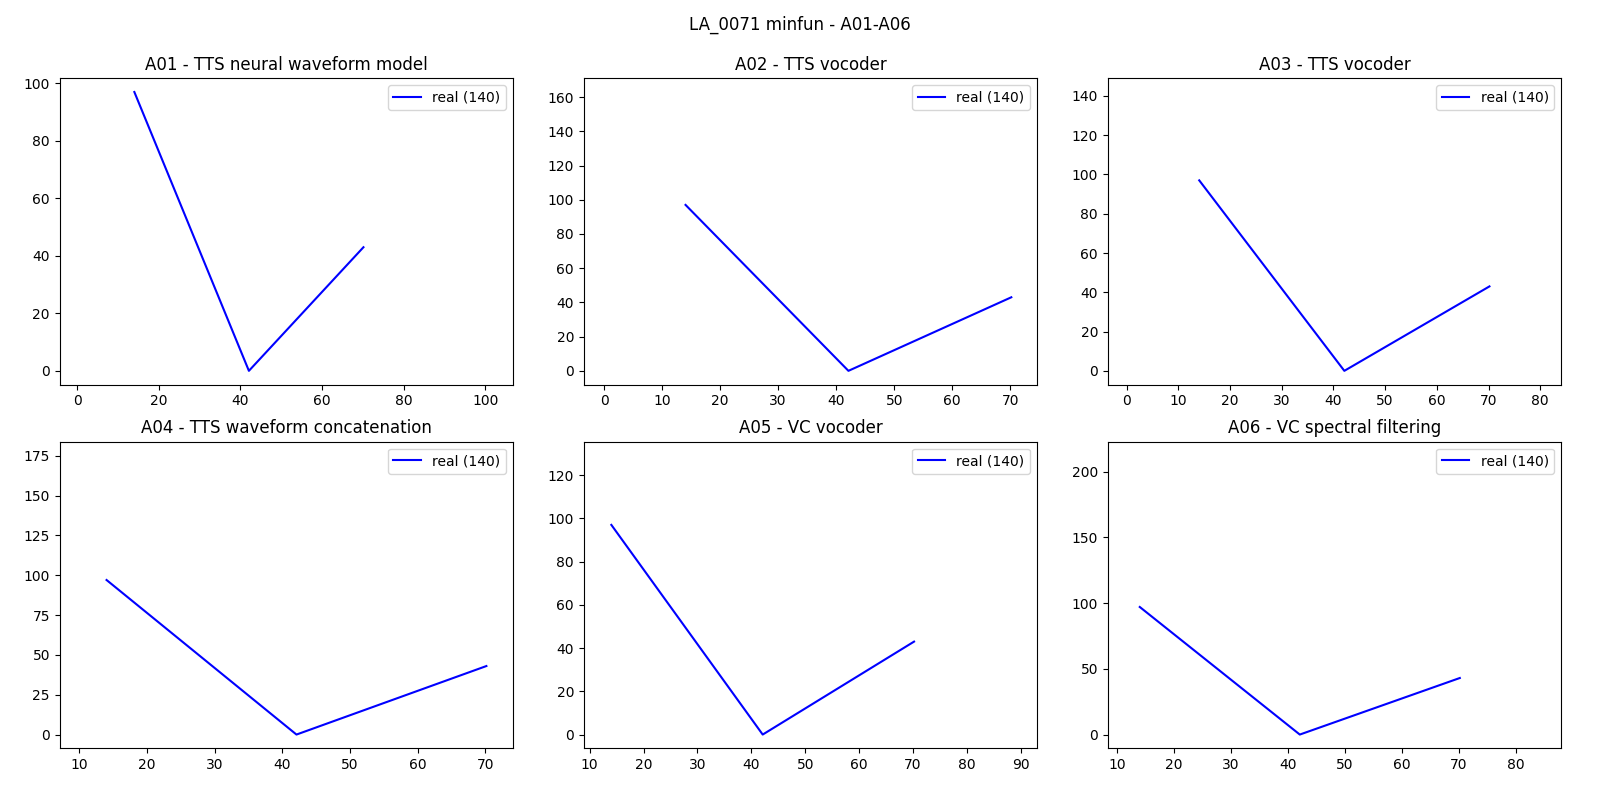 LA_0071 minfun - A01-A06
A01 - TTS neural waveform model
real (140)
100
80
60
40
20
0
0 20 40 60 80 100
A02 - TTS vocoder
real (140)
160
140
120
100
80
60
40
20
0
0 10 20 30 40 50 60 70
A03 - TTS vocoder
real (140)
140
120
100
80
60
40
20
0
0 10 20 30 40 50 60 70 80
A04 - TTS waveform concatenation
real (140)
175
150
125
100
75
50
25
0
10 20 30 40 50 60 70
A05 - VC vocoder
real (140)
120
100
80
60
40
20
0
10 20 30 40 50 60 70 80 90
A06 - VC spectral filtering
real (140)
200
150
100
50
0
10 20 30 40 50 60 70 80